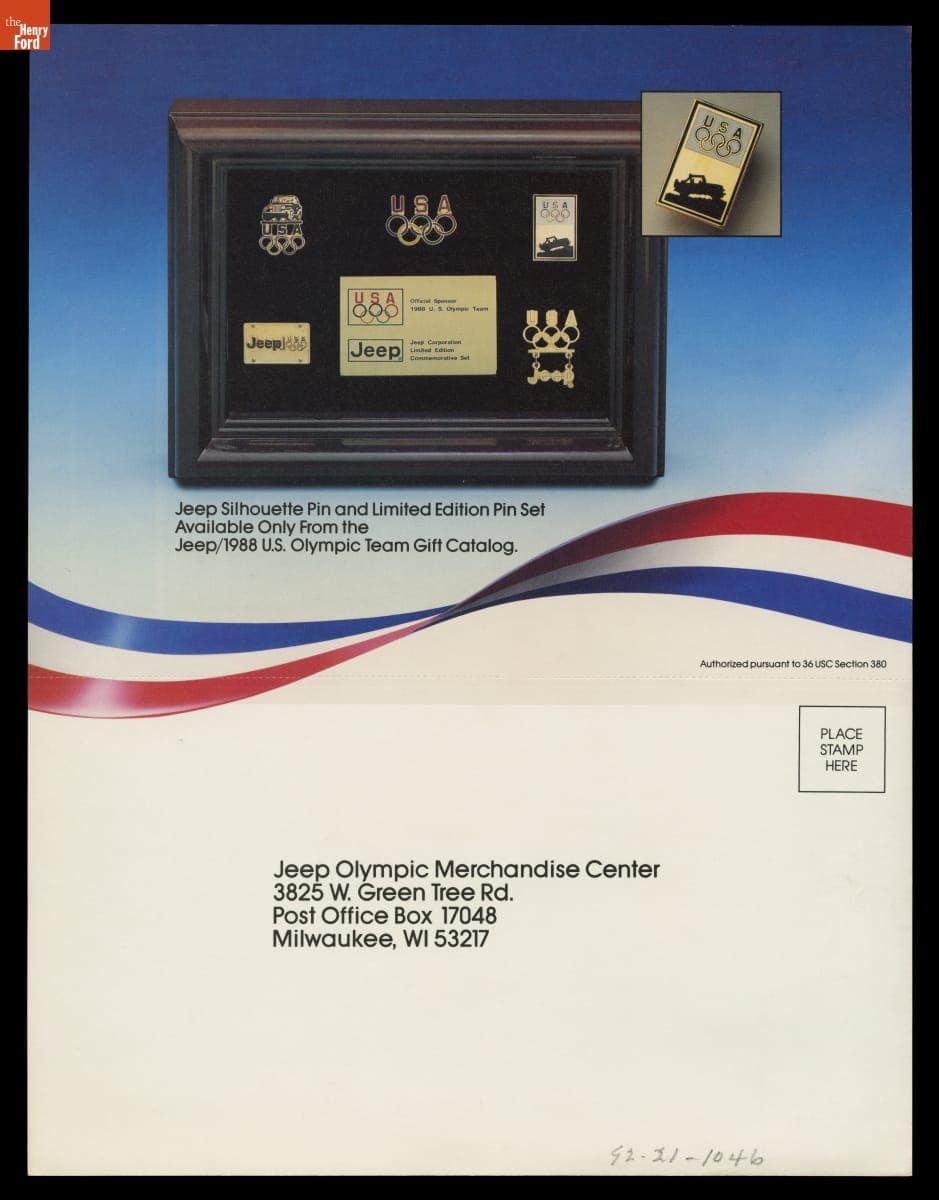 the
Henry
Ford
USA
USA
USA
USA
USA
Official Sponsor
1988 U. S. Olympic Team
Jeep
Jeep Corporation
Limited Edition
Commemorative Set
Jeep
USA
USA
Jeep
Jeep Silhouette Pin and Limited Edition Pin Set
Available Only From the
Jeep/1988 U.S. Olympic Team Gift Catalog.
Authorized pursuant to 36 USC Section 380
PLACE
STAMP
HERE
Jeep Olympic Merchandise Center
3825 W. Green Tree Rd.
Post Office Box 17048
Milwaukee, WI 53217
92-21-1046